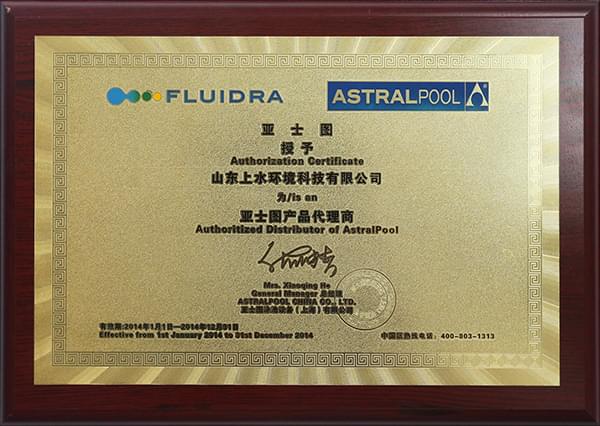 FLUIDRA ASTRALPOOL
亚士图
授予
Authorization Certificate
山东上水环境科技有限公司
为/is an
亚士图产品代理商
Authoritized Distributor of AstralPool
Mrs. Xiaoqing He
General Manager 总经理
ASTRALPOOL CHINA CO., LTD.
亚士图泳池设备（上海）有限公司
有效期:2014年1月1日—2014年12月31日
Effective from 1st January 2014 to 31st December 2014
中国区热线电话：400-803-1313